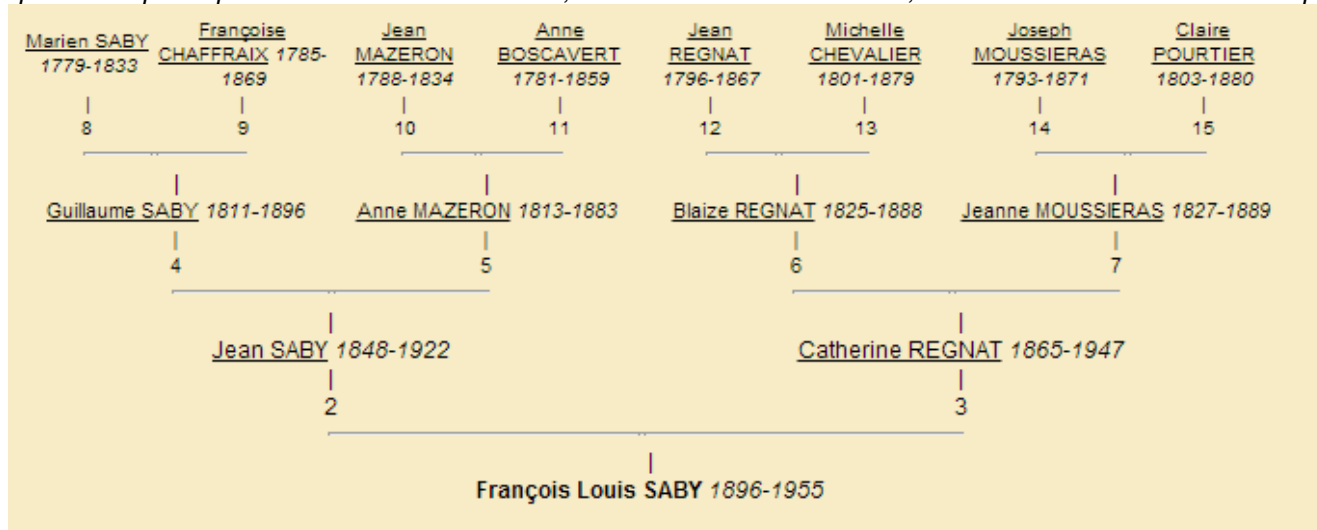 Marien SABY
1779-1833
Françoise
CHAFFRAIX 1785-
1869
Jean
MAZERON
1788-1834
Anne
BOSCAVERT
1781-1859
Jean
REGNAT
1796-1867
Michelle
CHEVALIER
1801-1879
Joseph
MOUSSIERAS
1793-1871
Claire
POURTIER
1803-1880
8 9 10 11 12 13 14 15
Guillaume SABY 1811-1896 Anne MAZERON 1813-1883 Blaize REGNAT 1825-1888 Jeanne MOUSSIERAS 1827-1889
4 5 6 7
Jean SABY 1848-1922 Catherine REGNAT 1865-1947
2 3
François Louis SABY 1896-1955